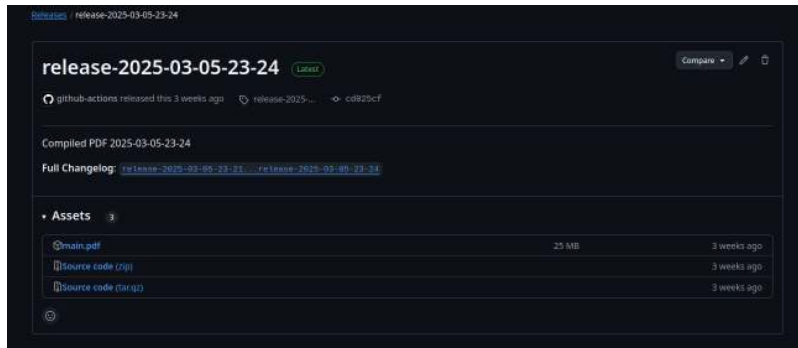 Releases / release-2025-03-05-23-24
release-2025-03-05-23-24 Latest
Compare
github-actions released this 3 weeks ago release-2025-... cd825cf
Compiled PDF 2025-03-05-23-24
Full Changelog: release-2025-03-05-23-21...release-2025-03-05-23-24
Assets 3
main.pdf 25 MB 3 weeks ago
Source code (zip) 3 weeks ago
Source code (tar.gz) 3 weeks ago